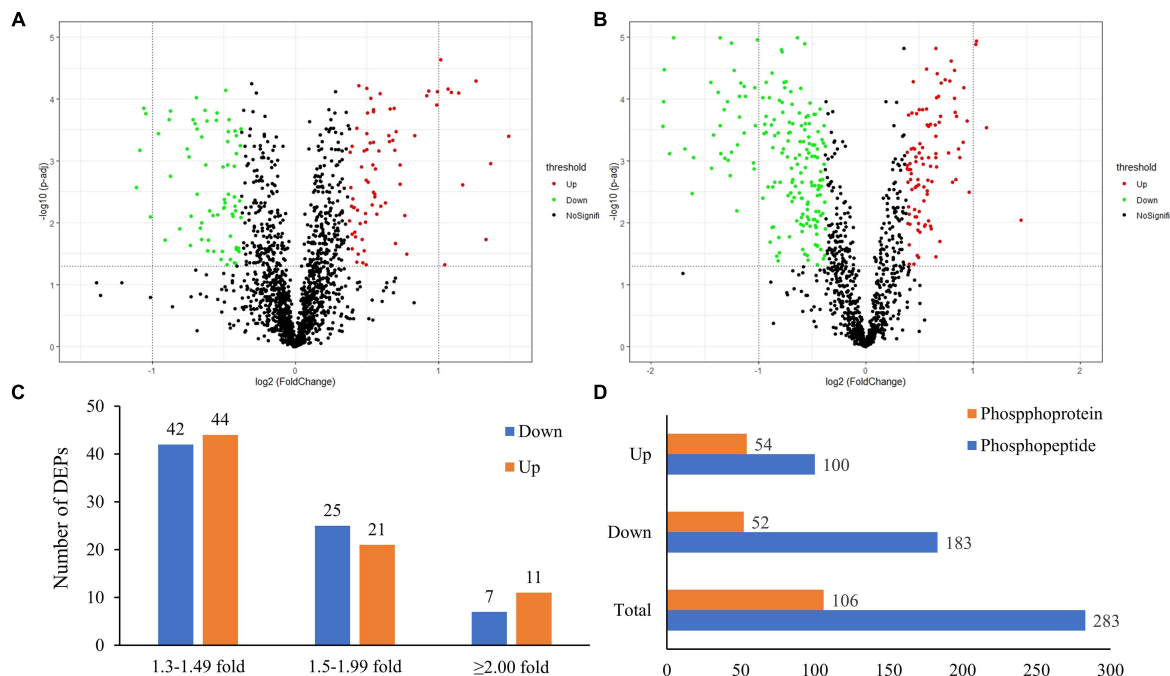 A
5
4
3
2
1
0
-log10 (p-adj)
-1
0
1
log2 (FoldChange)
threshold
Up
Down
NoSignifi
B
5
4
3
2
1
0
-log10 (p-adj)
-2
-1
0
1
2
log2 (FoldChange)
threshold
Up
Down
NoSignifi
C
50
40
30
20
10
0
Number of DEPs
42
44
25
21
7
11
Down
Up
1.3-1.49 fold
1.5-1.99 fold
≥2.00 fold
D
Phospphoprotein
Phosphopeptide
Up
54
100
Down
52
183
Total
106
283
0
50
100
150
200
250
300